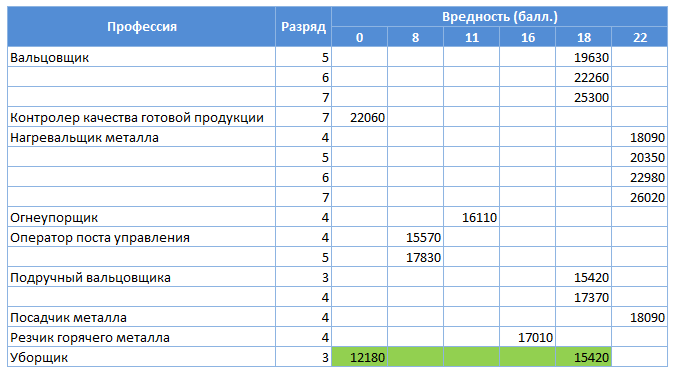 Профессия Разряд Вредность (балл.)
0 8 11 16 18 22
Вальцовщик 5 19630
6 22260
7 25300
Контролер качества готовой продукции 7 22060
Нагревальщик металла 4 18090
5 20350
6 22980
7 26020
Огнеупорщик 4 16110
Оператор поста управления 4 15570
5 17830
Подручный вальцовщика 3 15420
4 17370
Посадчик металла 4 18090
Резчик горячего металла 4 17010
Уборщик 3 12180 15420